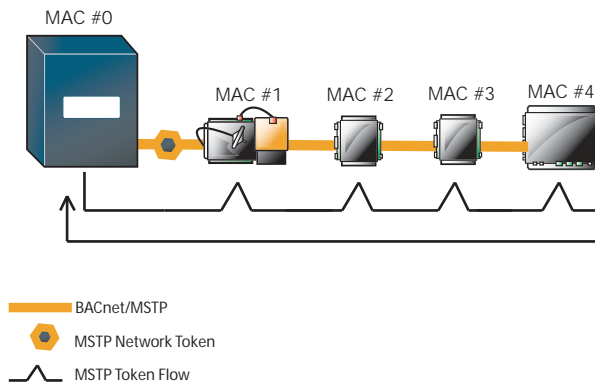 MAC #0
MAC #1
MAC #2
MAC #3
MAC #4
BACnet/MSTP
MSTP Network Token
MSTP Token Flow